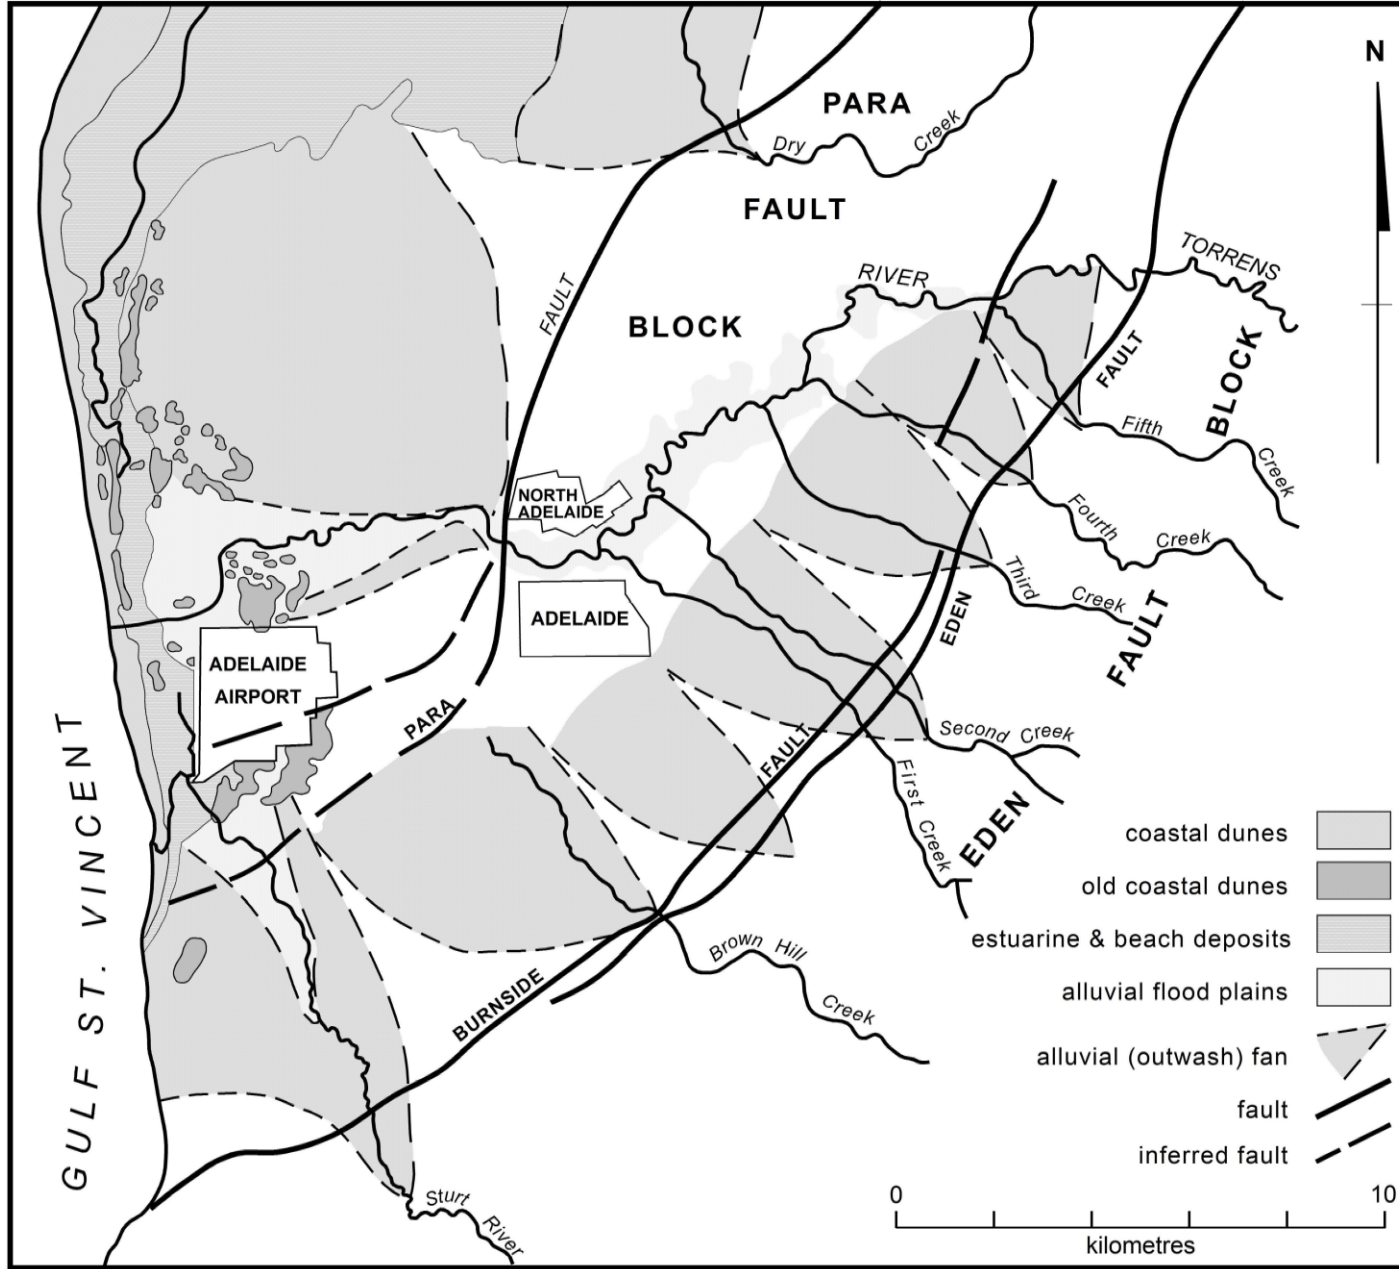 N
PARA
Dry Creek
FAULT
TORRENS
RIVER
FAULT
BLOCK
FAULT
BLOCK
Fifth Creek
NORTH
ADELAIDE
Fourth Creek
Third Creek
EDEN
FAULT
ADELAIDE
ADELAIDE
AIRPORT
PARA
Second Creek
FAULT
First Creek
EDEN
GULF ST. VINCENT
Brown Hill Creek
BURNSIDE
Sturt River
coastal dunes
old coastal dunes
estuarine & beach deposits
alluvial flood plains
alluvial (outwash) fan
fault
inferred fault
0 10
kilometres